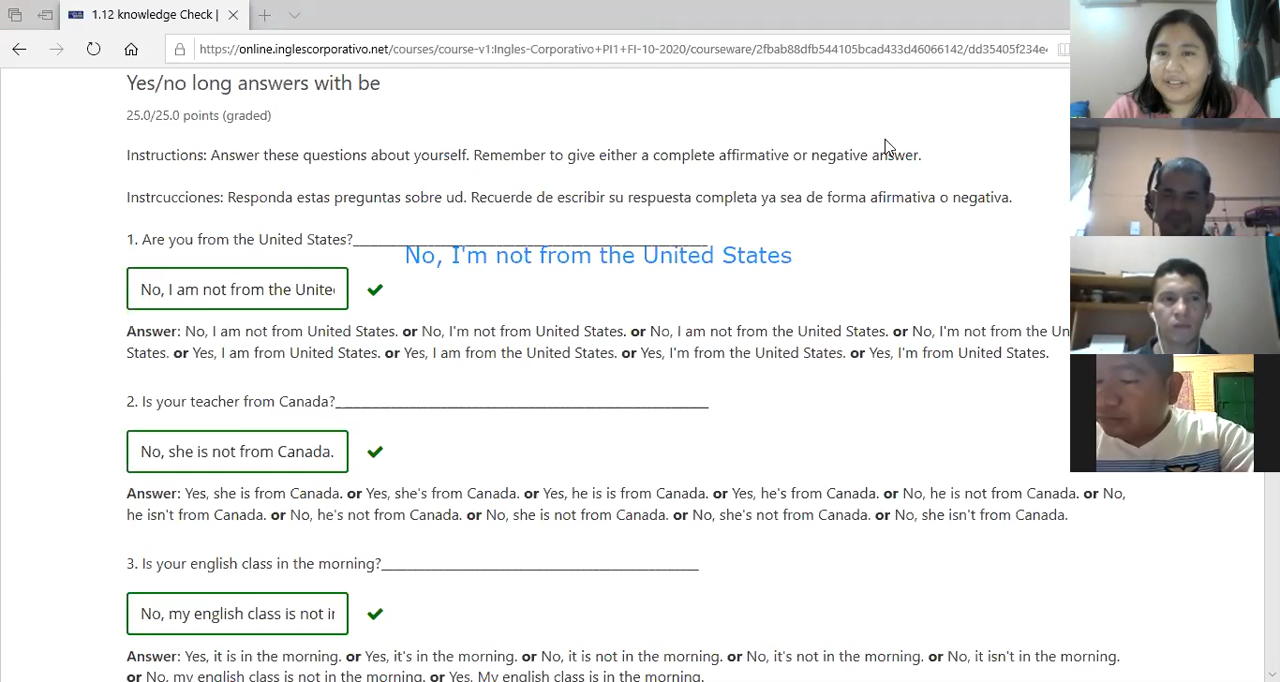 1.12 knowledge Check |
https://online.inglescorporativo.net/courses/course-v1:Ingles-Corporativo+PI1+FI-10-2020/courseware/2fbab88dfb544105bcad433d46066142/dd35405f234e
Yes/no long answers with be
25.0/25.0 points (graded)
Instructions: Answer these questions about yourself. Remember to give either a complete affirmative or negative answer.
Instrucciones: Responda estas preguntas sobre ud. Recuerde de escribir su respuesta completa ya sea de forma afirmativa o negativa.
1. Are you from the United States?
No, I'm not from the United States
No, I am not from the Unite
Answer: No, I am not from United States. or No, I'm not from United States. or No, I am not from the United States. or No, I'm not from the Un
States. or Yes, I am from United States. or Yes, I am from the United States. or Yes, I'm from the United States. or Yes, I'm from United States.
2. Is your teacher from Canada?
No, she is not from Canada.
Answer: Yes, she is from Canada. or Yes, she's from Canada. or Yes, he is is from Canada. or Yes, he's from Canada. or No, he is not from Canada. or No,
he isn't from Canada. or No, he's not from Canada. or No, she is not from Canada. or No, she's not from Canada. or No, she isn't from Canada.
3. Is your english class in the morning?
No, my english class is not i
Answer: Yes, it is in the morning. or Yes, it's in the morning. or No, it is not in the morning. or No, it's not in the morning. or No, it isn't in the morning.
or No, my english class is not in the morning. or Yes. My english class is in the morning.